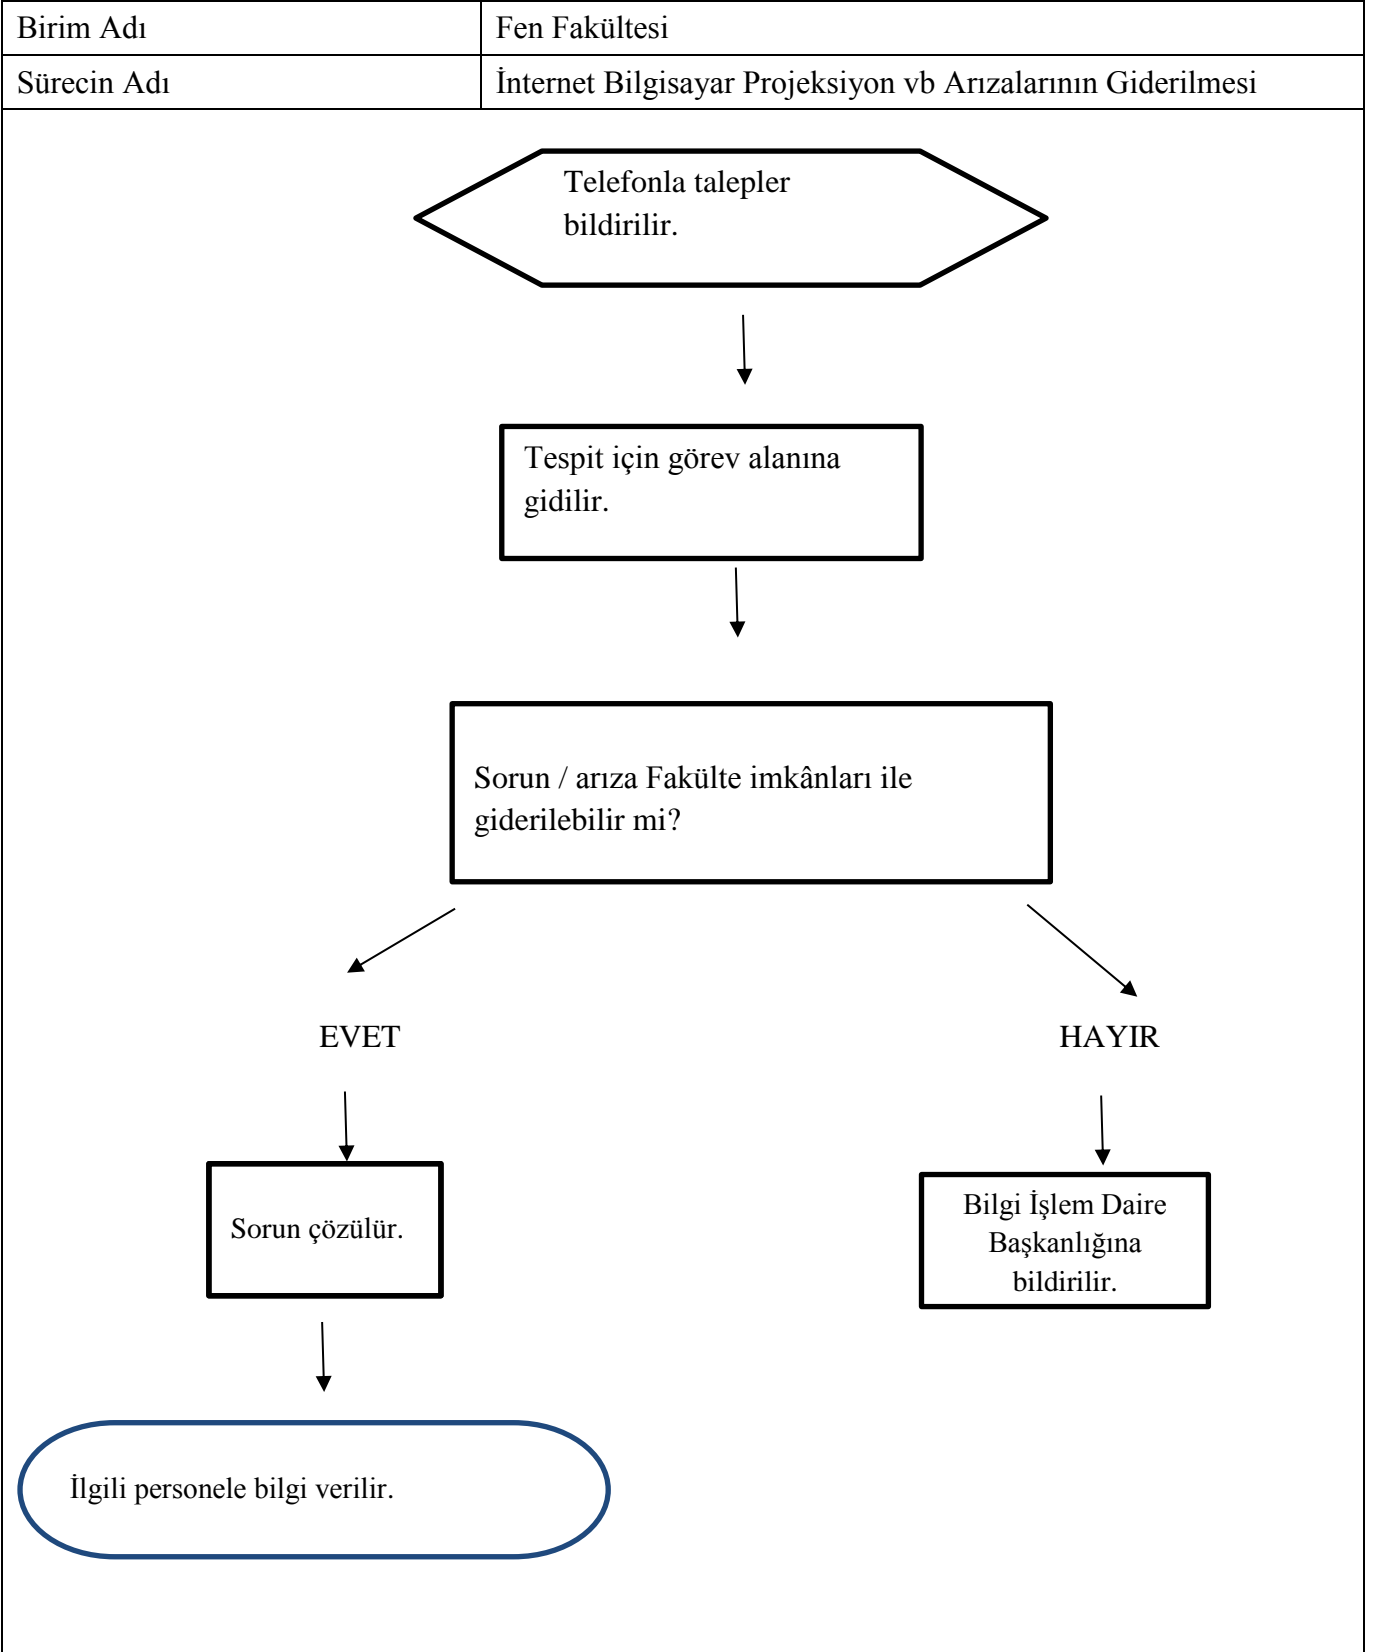 Birim Adı
Fen Fakültesi
Sürecin Adı
İnternet Bilgisayar Projeksiyon vb Arızalarının Giderilmesi
Telefonla talepler
bildirilir.
Tespit için görev alanına
gidilir.
Sorun / arıza Fakülte imkânları ile
giderilebilir mi?
EVET
HAYIR
Sorun çözülür.
Bilgi İşlem Daire
Başkanlığına
bildirilir.
İlgili personele bilgi verilir.